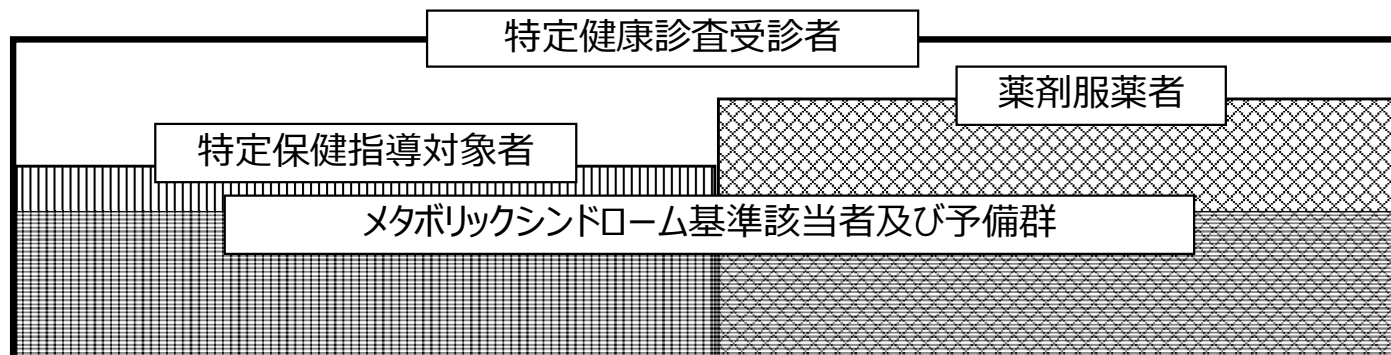 特定健康診査受診者
薬剤服薬者
特定保健指導対象者
メタボリックシンドローム基準該当者及び予備群